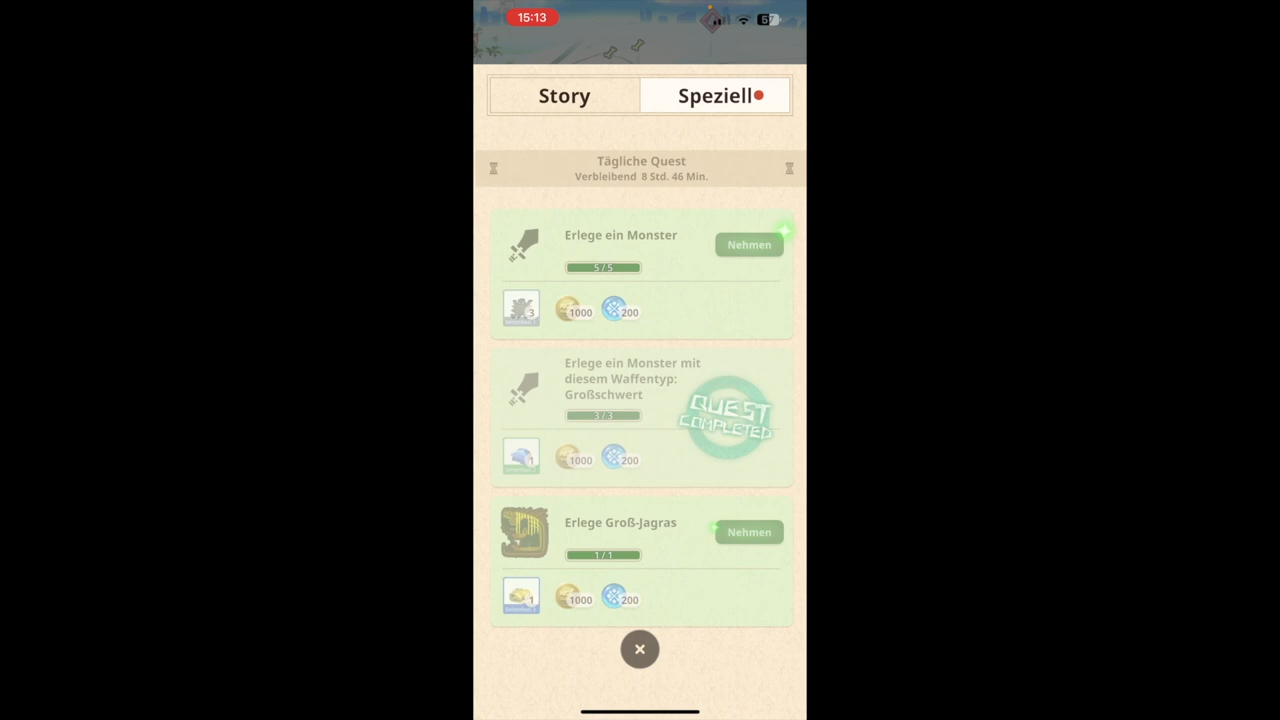 15:13
57
Story
Speziell
Tägliche Quest
Verbleibend 8 Std. 46 Min.
Erlege ein Monster
Nehmen
5 / 5
3
1000
200
Erlege ein Monster mit
diesem Waffentyp:
Großschwert
3 / 3
QUEST
COMPLETED
1
1000
200
Erlege Groß-Jagras
Nehmen
1 / 1
1
1000
200